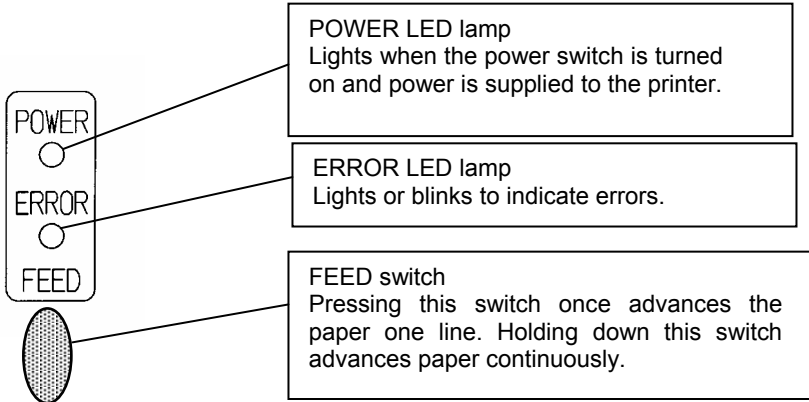 POWER LED lamp
Lights when the power switch is turned
on and power is supplied to the printer.
POWER
ERROR LED lamp
Lights or blinks to indicate errors.
ERROR
FEED
FEED switch
Pressing this switch once advances the
paper one line. Holding down this switch
advances paper continuously.